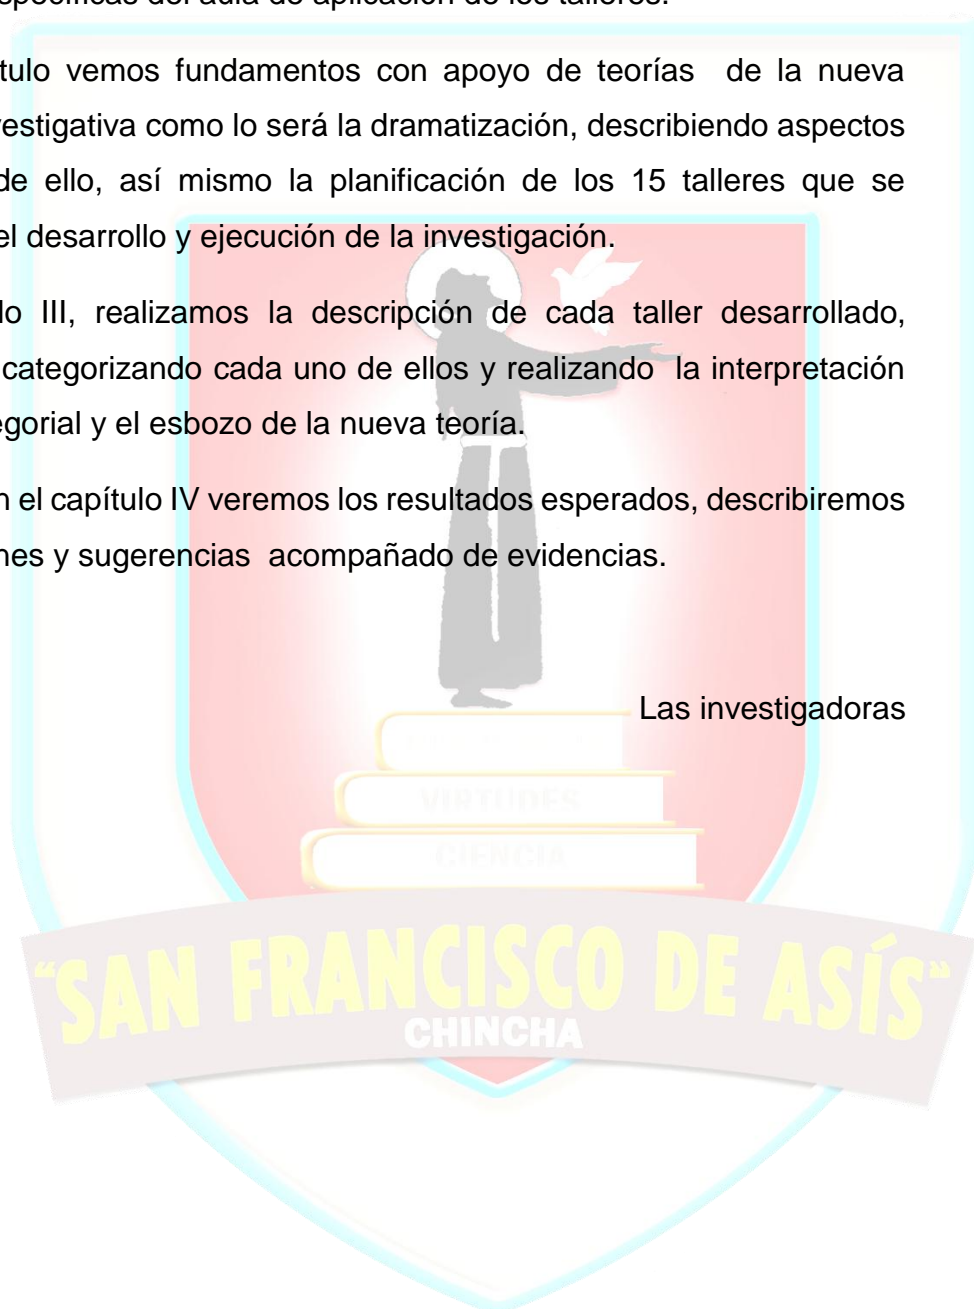 specíficas del aula de aplicación de los talleres.
tulo vemos fundamentos con apoyo de teorías de la nueva
vestigativa como lo será la dramatización, describiendo aspectos
de ello, así mismo la planificación de los 15 talleres que se
el desarrollo y ejecución de la investigación.
lo III, realizamos la descripción de cada taller desarrollado,
categorizando cada uno de ellos y realizando la interpretación
egorial y el esbozo de la nueva teoría.
n el capítulo IV veremos los resultados esperados, describiremos
nes y sugerencias acompañado de evidencias.
Las investigadoras
VIRTUDES
CIENCIA
"SAN FRANCISCO DE ASÍS"
CHINCHA